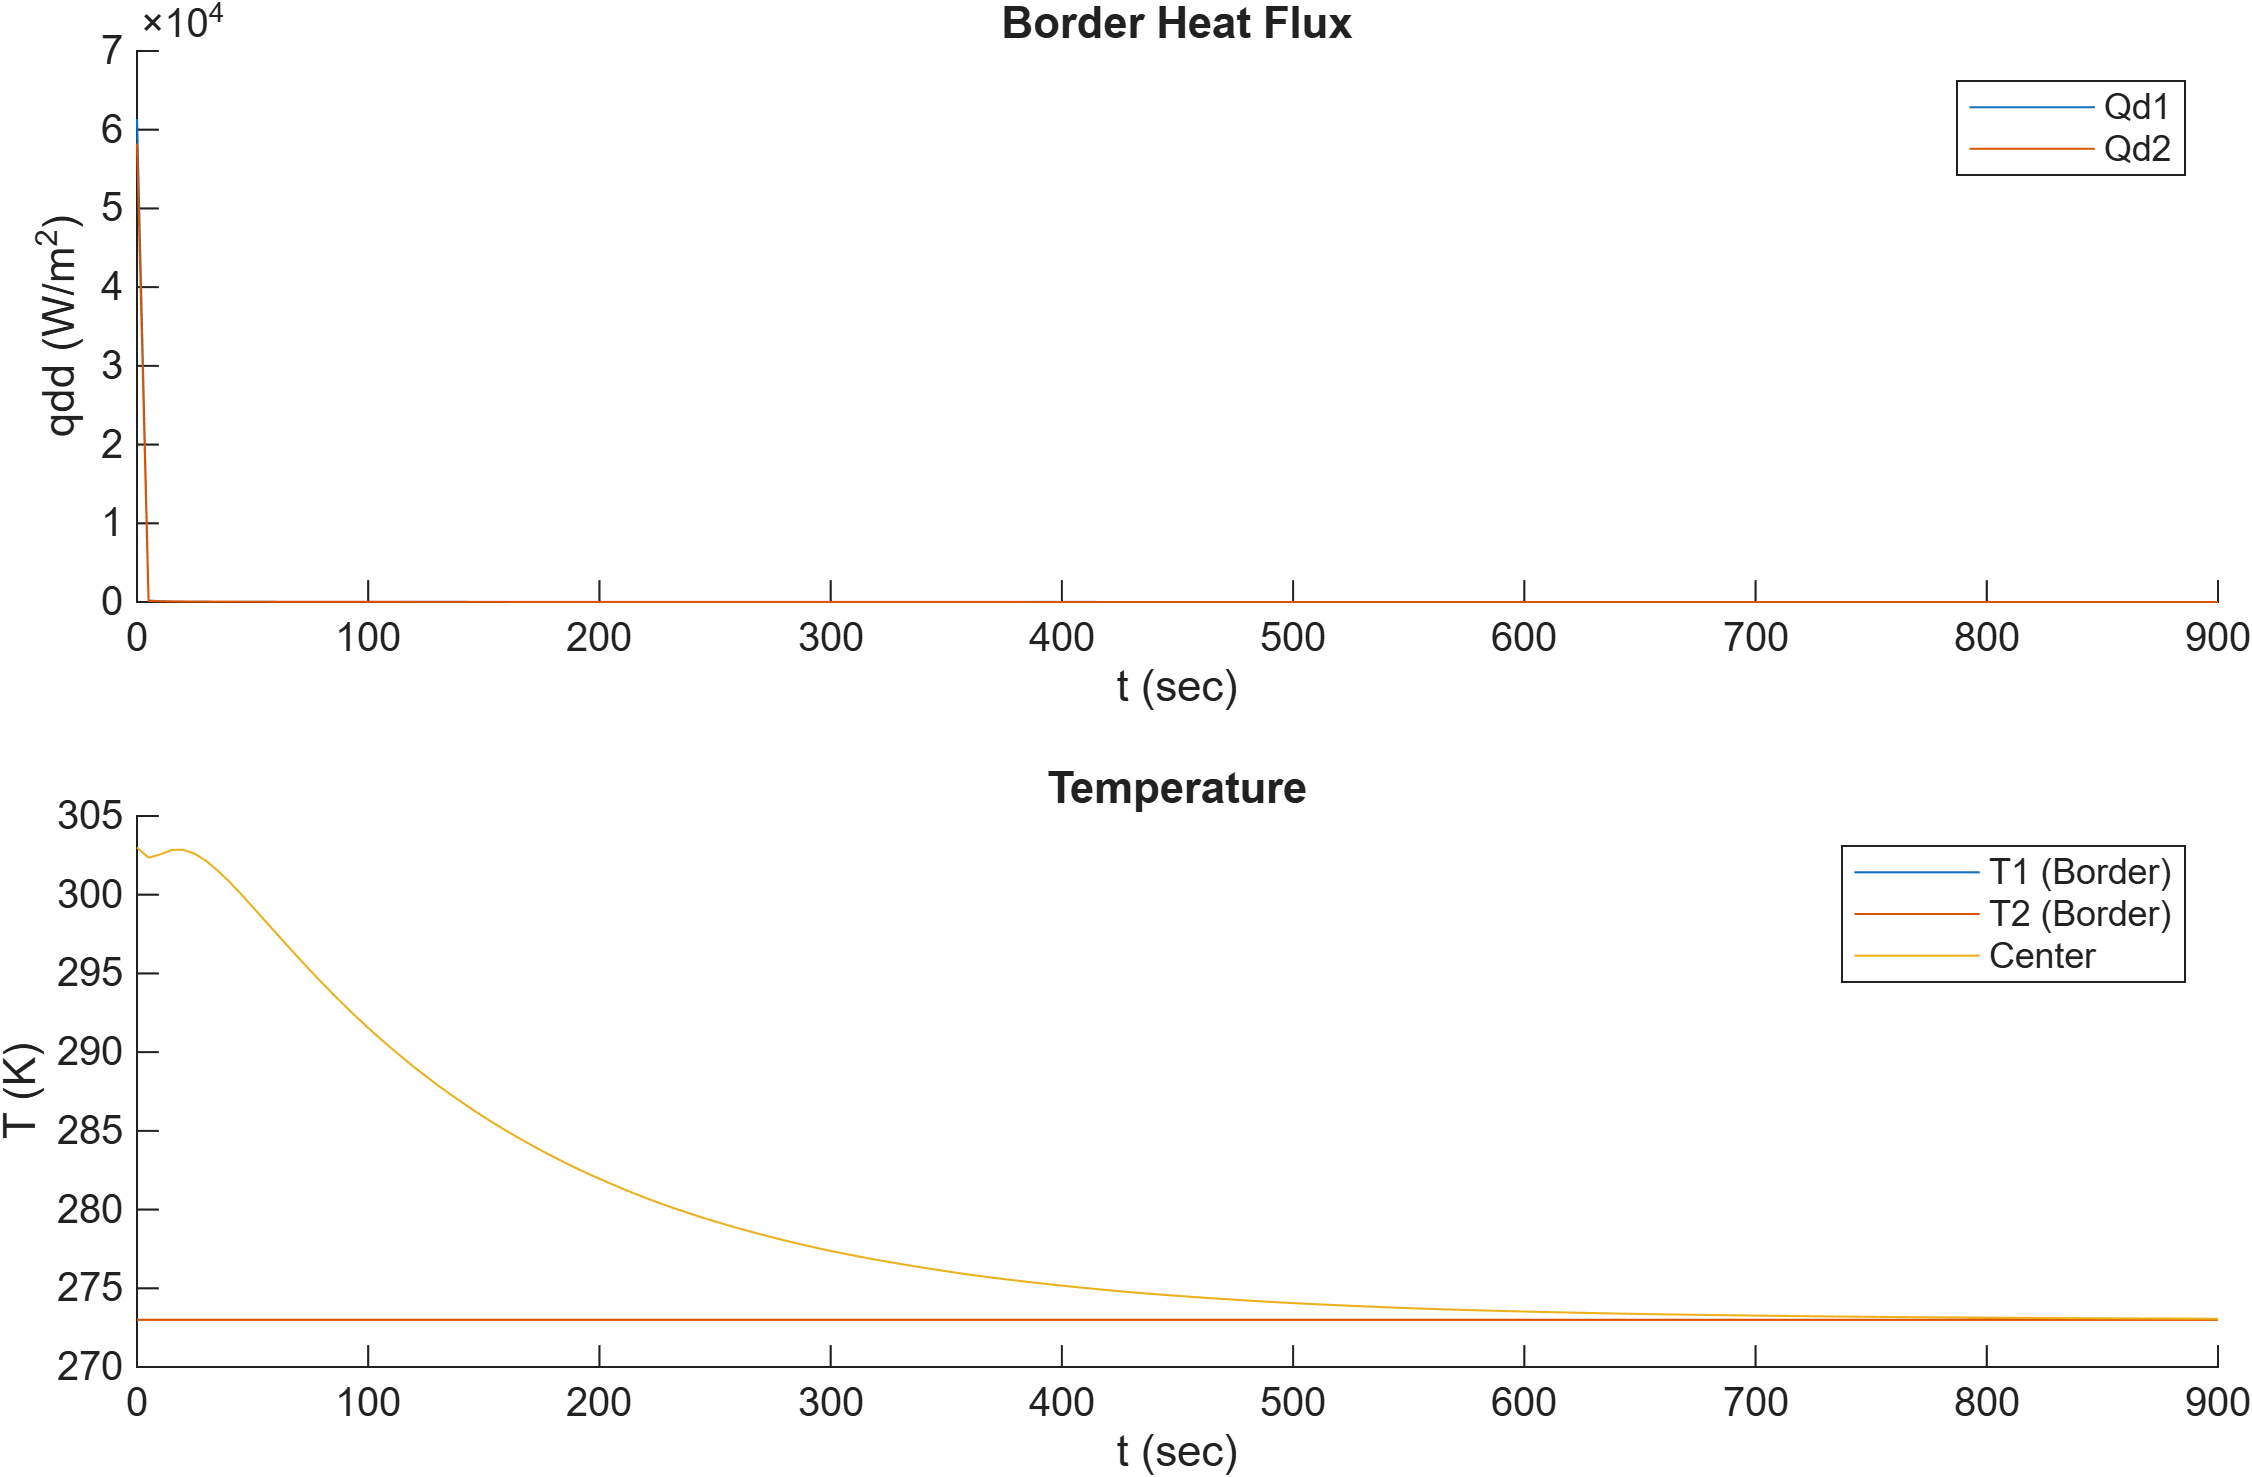 Border Heat Flux
×10⁴
7
6
5
4
3
2
1
0
qdd (W/m²)
Qd1
Qd2
0 100 200 300 400 500 600 700 800 900
t (sec)
Temperature
305
300
295
290
285
280
275
270
T (K)
T1 (Border)
T2 (Border)
Center
0 100 200 300 400 500 600 700 800 900
t (sec)